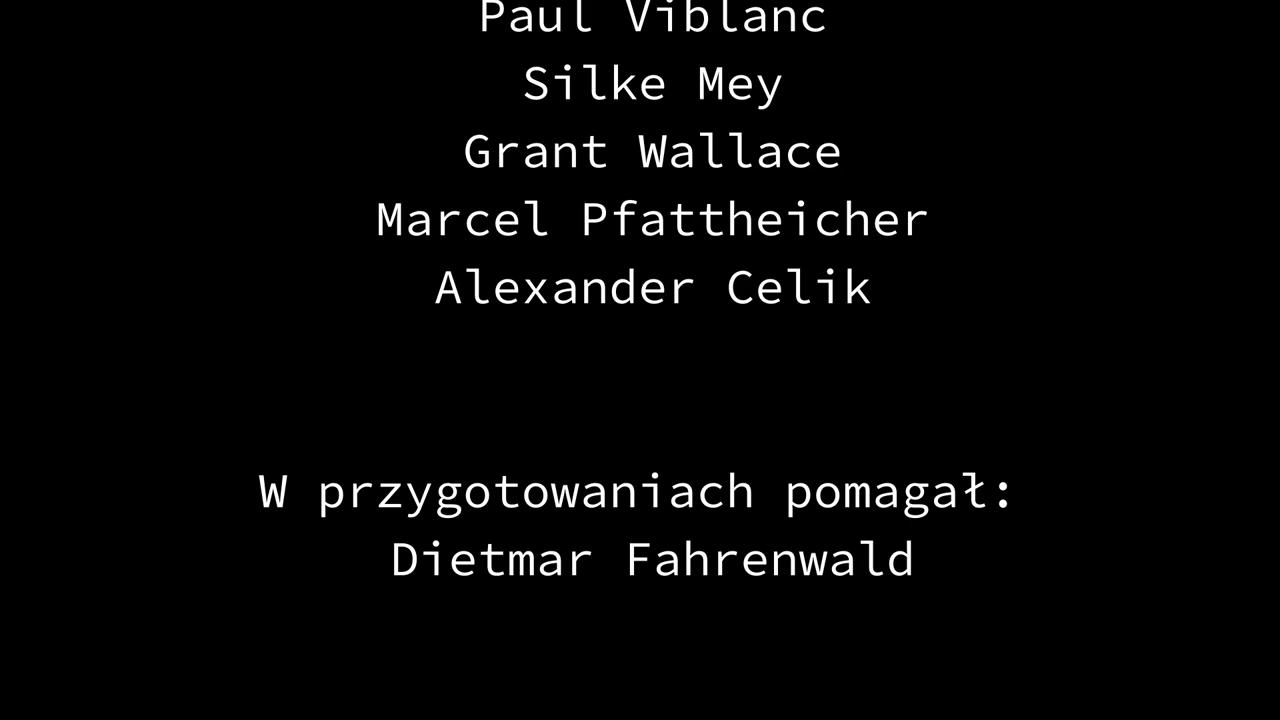 Paul Viblanc
Silke Mey
Grant Wallace
Marcel Pfattheicher
Alexander Celik
W przygotowaniach pomagał:
Dietmar Fahrenwald